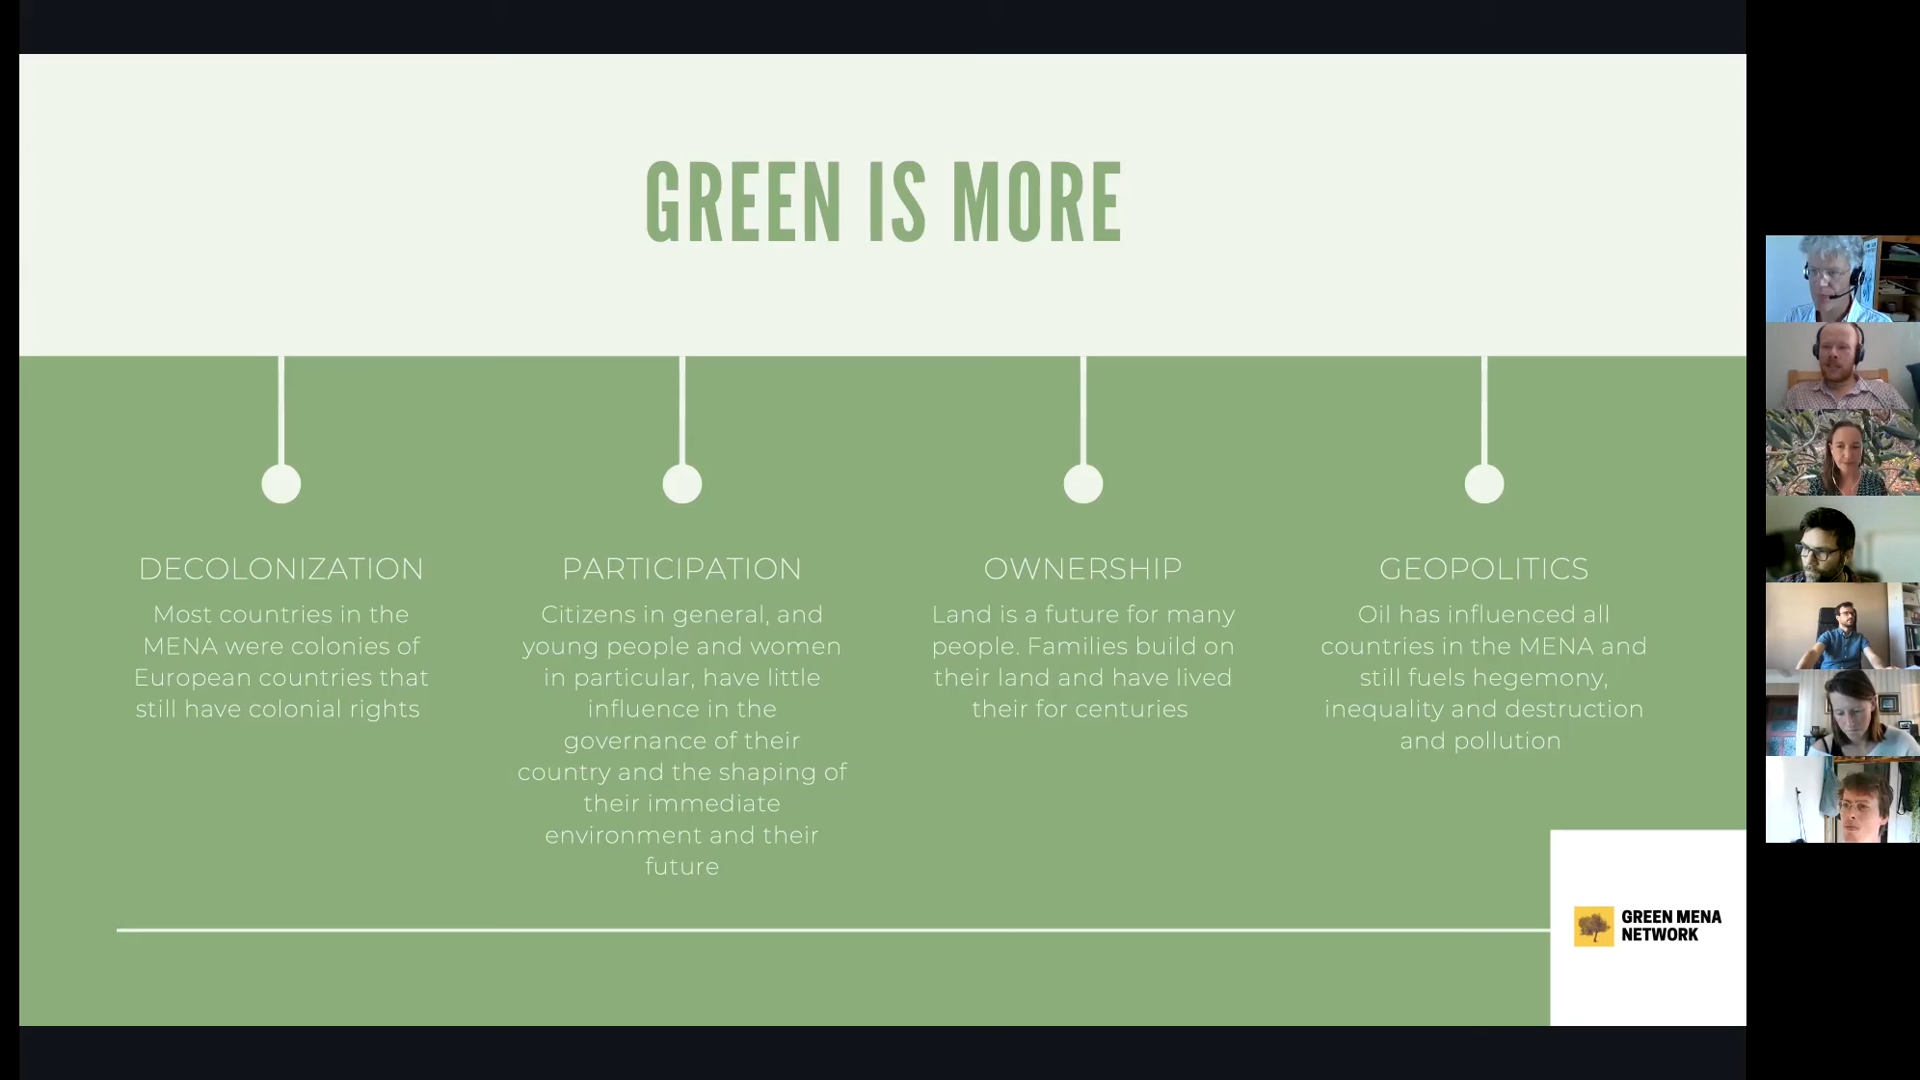 GREEN IS MORE
DECOLONIZATION
Most countries in the
MENA were colonies of
European countries that
still have colonial rights
PARTICIPATION
Citizens in general, and
young people and women
in particular, have little
influence in the
governance of their
country and the shaping of
their immediate
environment and their
future
OWNERSHIP
Land is a future for many
people. Families build on
their land and have lived
their for centuries
GEOPOLITICS
Oil has influenced all
countries in the MENA and
still fuels hegemony,
inequality and destruction
and pollution
GREEN MENA
NETWORK